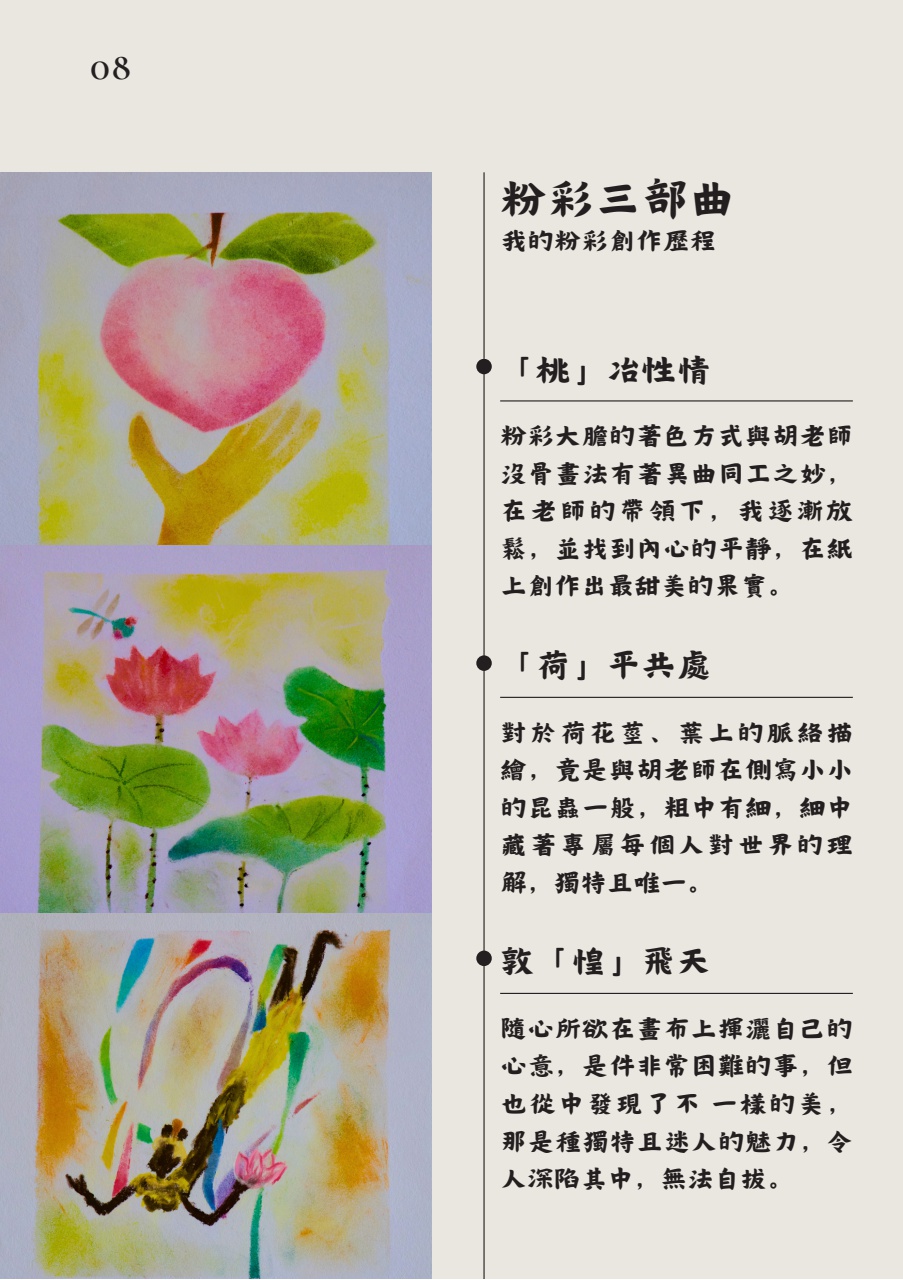 08
粉彩三部曲
我的粉彩創作歷程
「桃」冶性情
粉彩大膽的著色方式與胡老師
沒骨畫法有著異曲同工之妙，
在老師的帶領下，我逐漸放
鬆，並找到內心的平靜，在紙
上創作出最甜美的果實。
「荷」平共處
對於荷花莖、葉上的脈絡描
繪，竟是與胡老師在側寫小小
的昆蟲一般，粗中有細，細中
藏著專屬每個人對世界的理
解，獨特且唯一。
敦「惶」飛天
隨心所欲在畫布上揮灑自己的
心意，是件非常困難的事，但
也從中發現了不 一樣的美，
那是種獨特且迷人的魅力，令
人深陷其中，無法自拔。